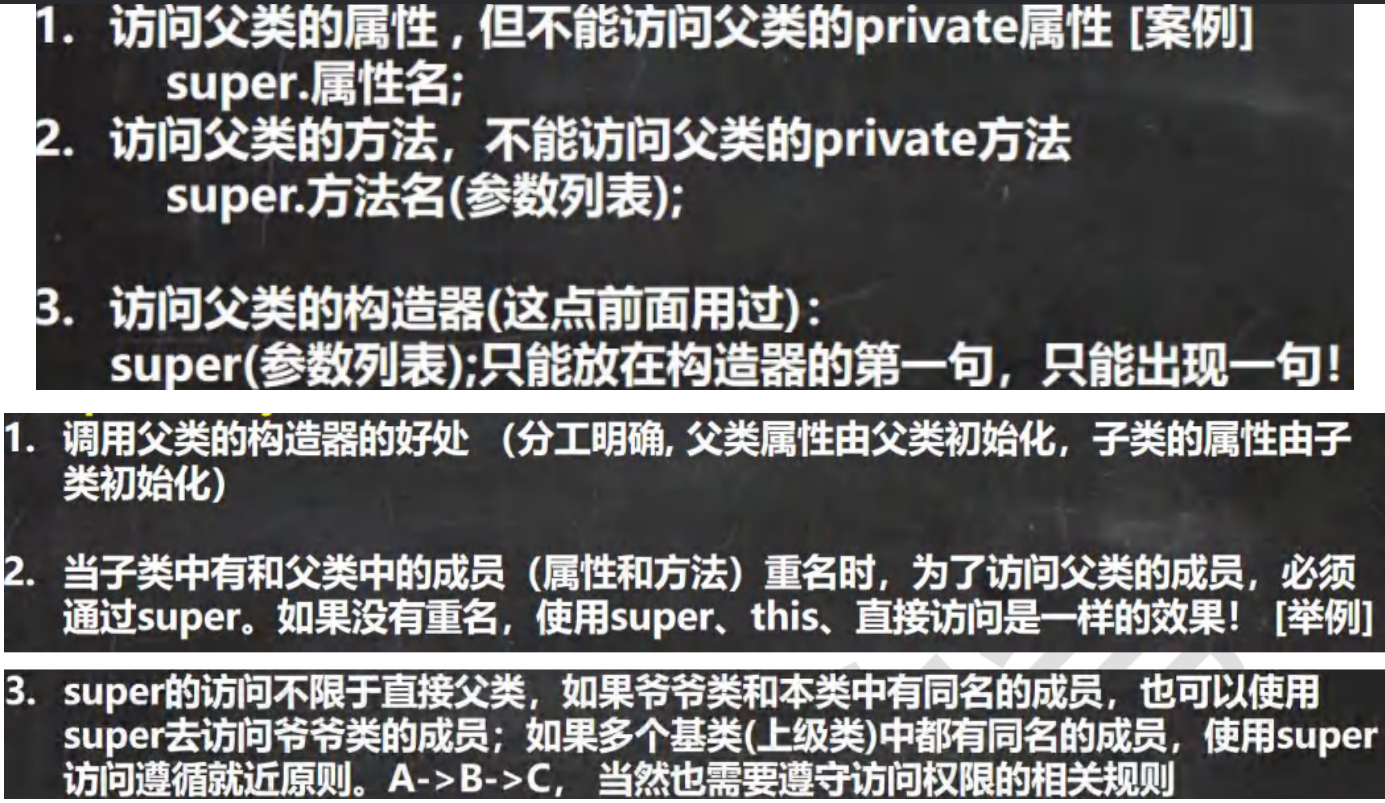 1. 访问父类的属性，但不能访问父类的private属性 [案例]
super.属性名;
2. 访问父类的方法，不能访问父类的private方法
super.方法名(参数列表);
3. 访问父类的构造器(这点前面用过)：
super(参数列表);只能放在构造器的第一句，只能出现一句！
1. 调用父类的构造器的好处 （分工明确, 父类属性由父类初始化，子类的属性由子
类初始化）
2. 当子类中有和父类中的成员（属性和方法）重名时，为了访问父类的成员，必须
通过super。如果没有重名，使用super、this、直接访问是一样的效果！ [举例]
3. super的访问不限于直接父类，如果爷爷类和本类中有同名的成员，也可以使用
super去访问爷爷类的成员；如果多个基类(上级类)中都有同名的成员，使用super
访问遵循就近原则。A->B->C， 当然也需要遵守访问权限的相关规则